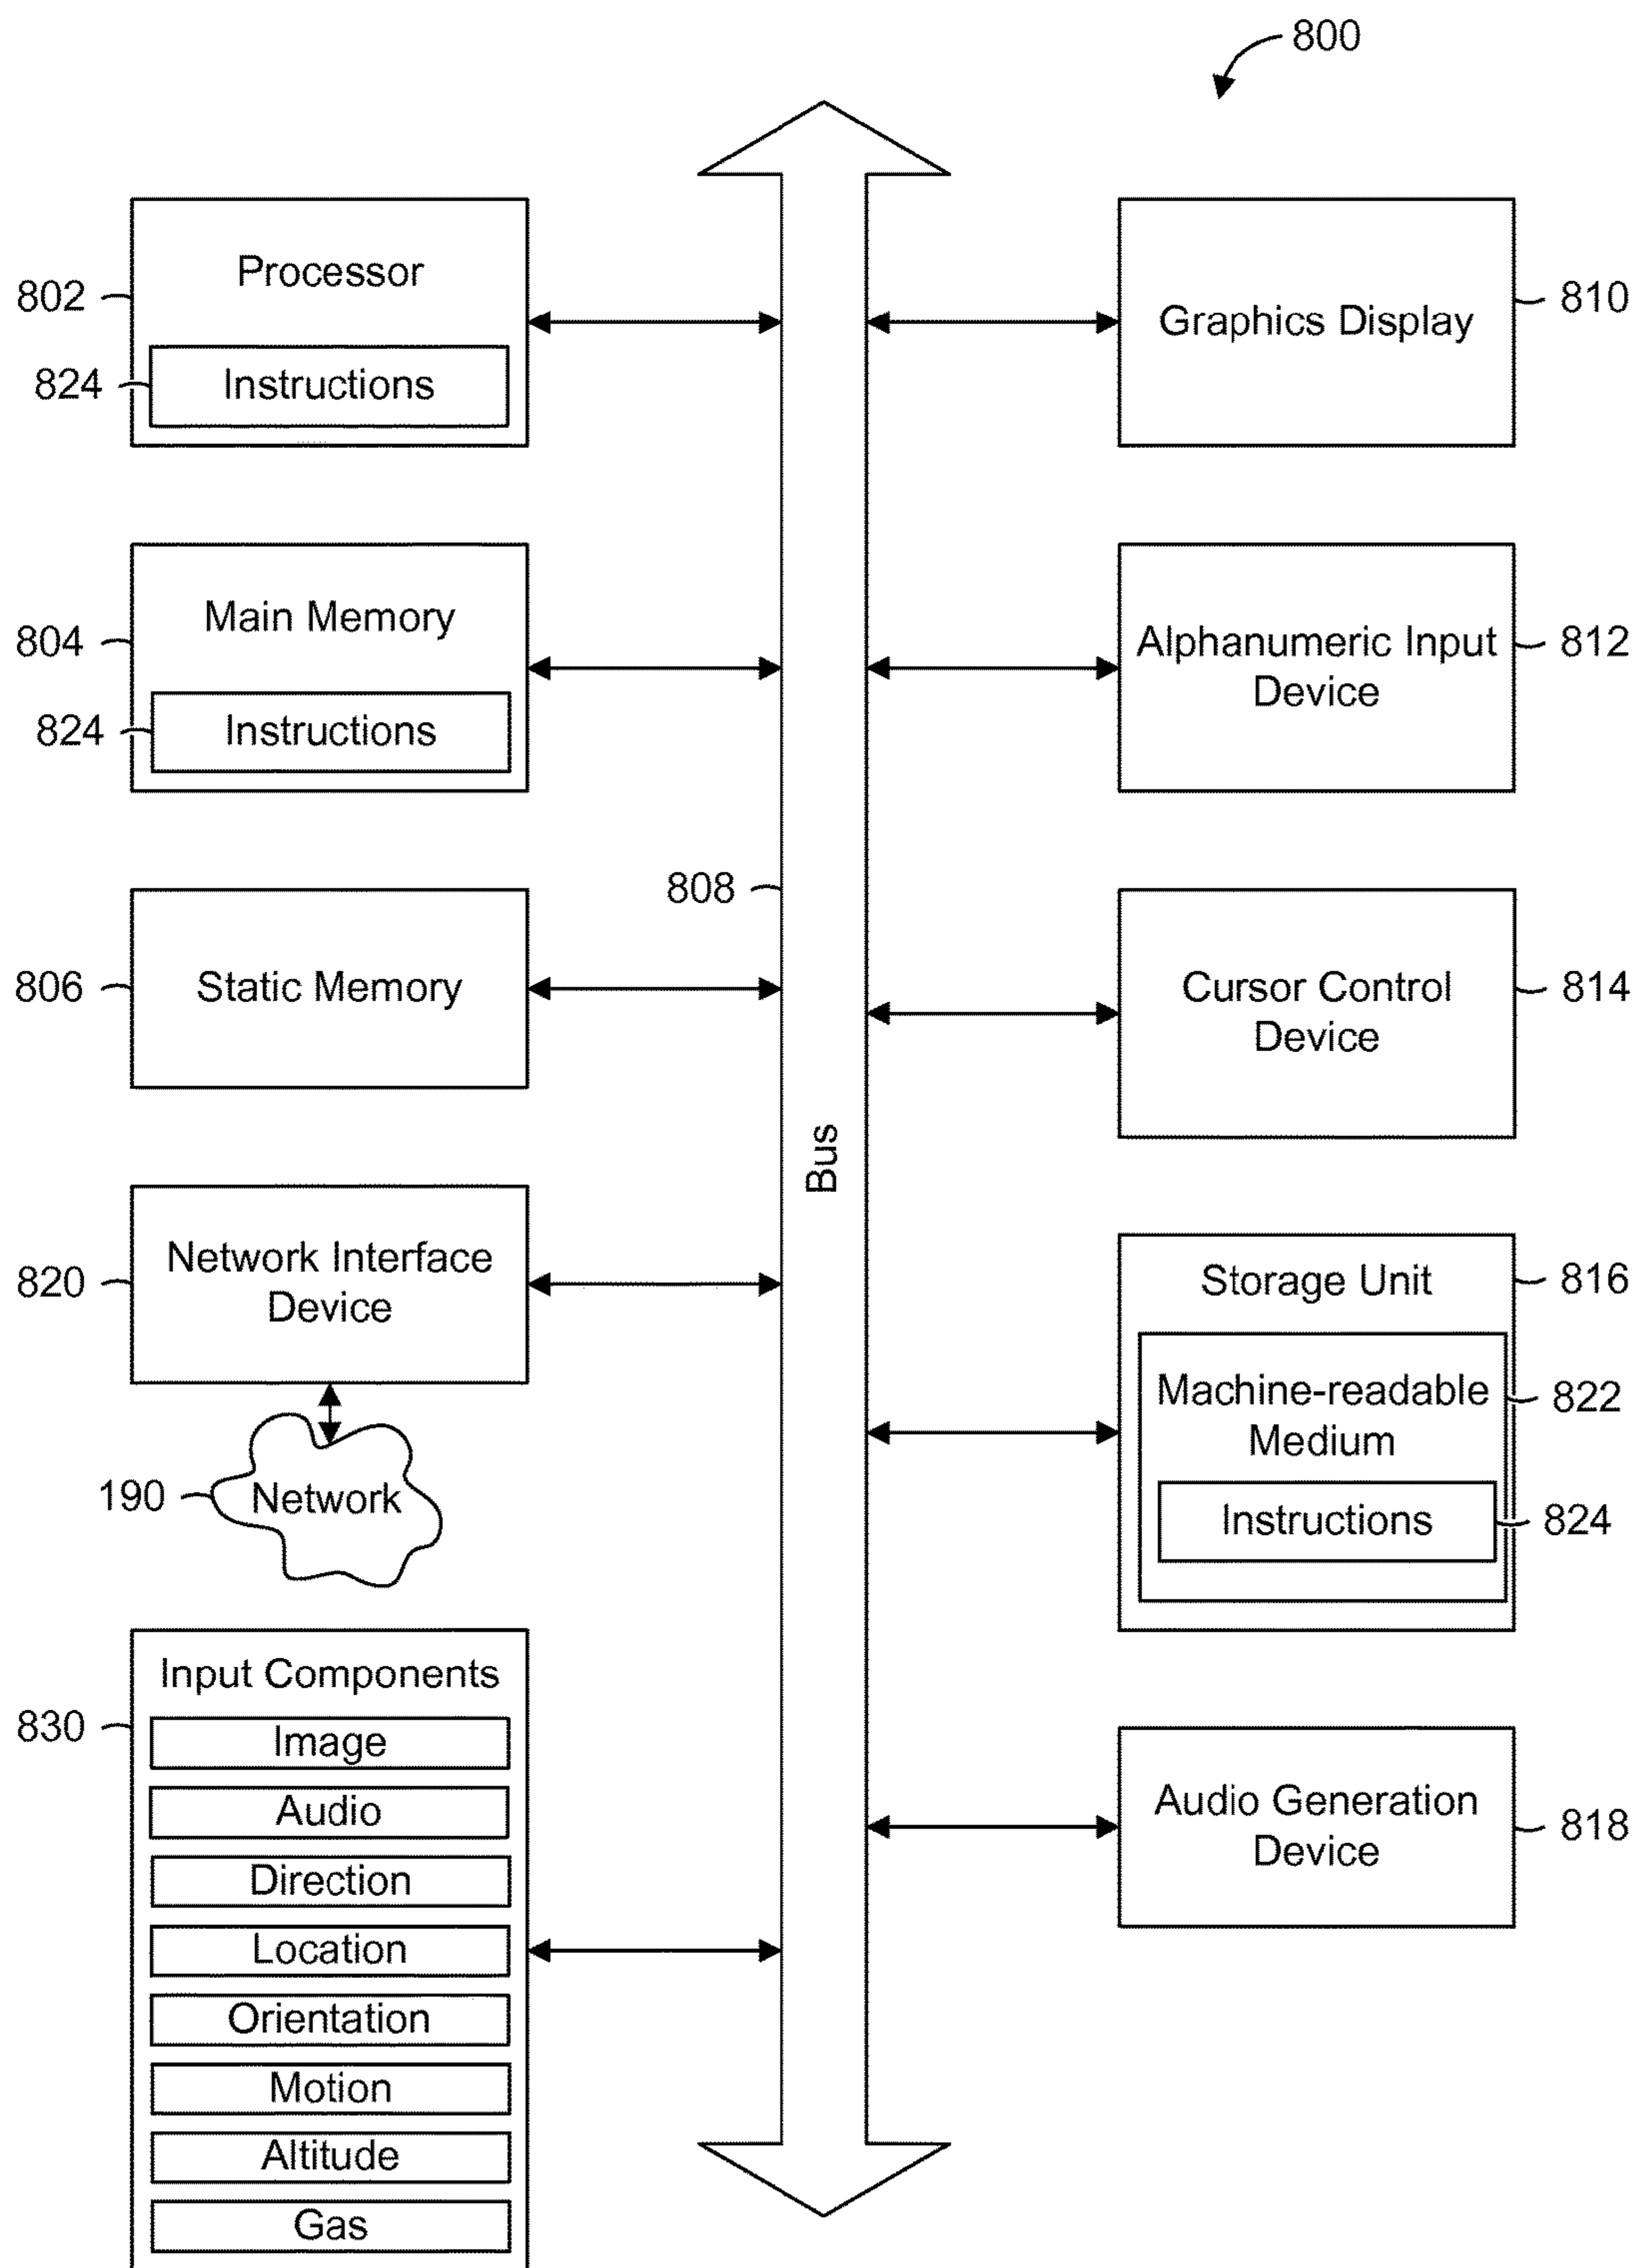 800
Processor
802
Instructions
824
Main Memory
804
Instructions
824
Static Memory
806
Network Interface
Device
820
Network
190
Input Components
830
Image
Audio
Direction
Location
Orientation
Motion
Altitude
Gas
808
Bus
Graphics Display
810
Alphanumeric Input
Device
812
Cursor Control
Device
814
Storage Unit
816
Machine-readable
Medium
822
Instructions
824
Audio Generation
Device
818